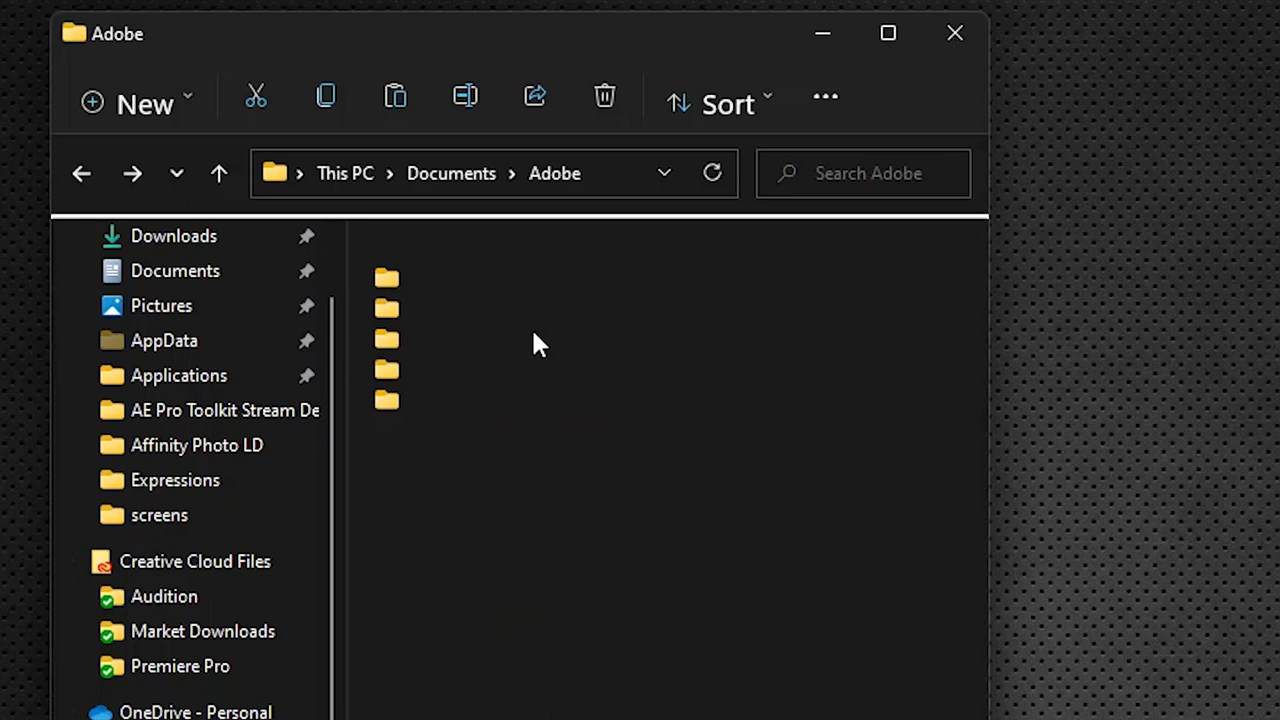 Adobe
New
Sort
This PC
Documents
Adobe
Search Adobe
Downloads
Documents
Pictures
AppData
Applications
AE Pro Toolkit Stream De
Affinity Photo LD
Expressions
screens
Creative Cloud Files
Audition
Market Downloads
Premiere Pro
OneDrive - Personal